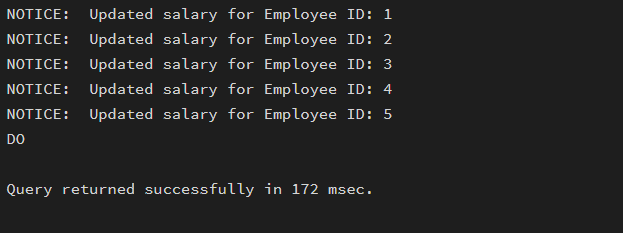 NOTICE:  Updated salary for Employee ID: 1
NOTICE:  Updated salary for Employee ID: 2
NOTICE:  Updated salary for Employee ID: 3
NOTICE:  Updated salary for Employee ID: 4
NOTICE:  Updated salary for Employee ID: 5
DO
Query returned successfully in 172 msec.